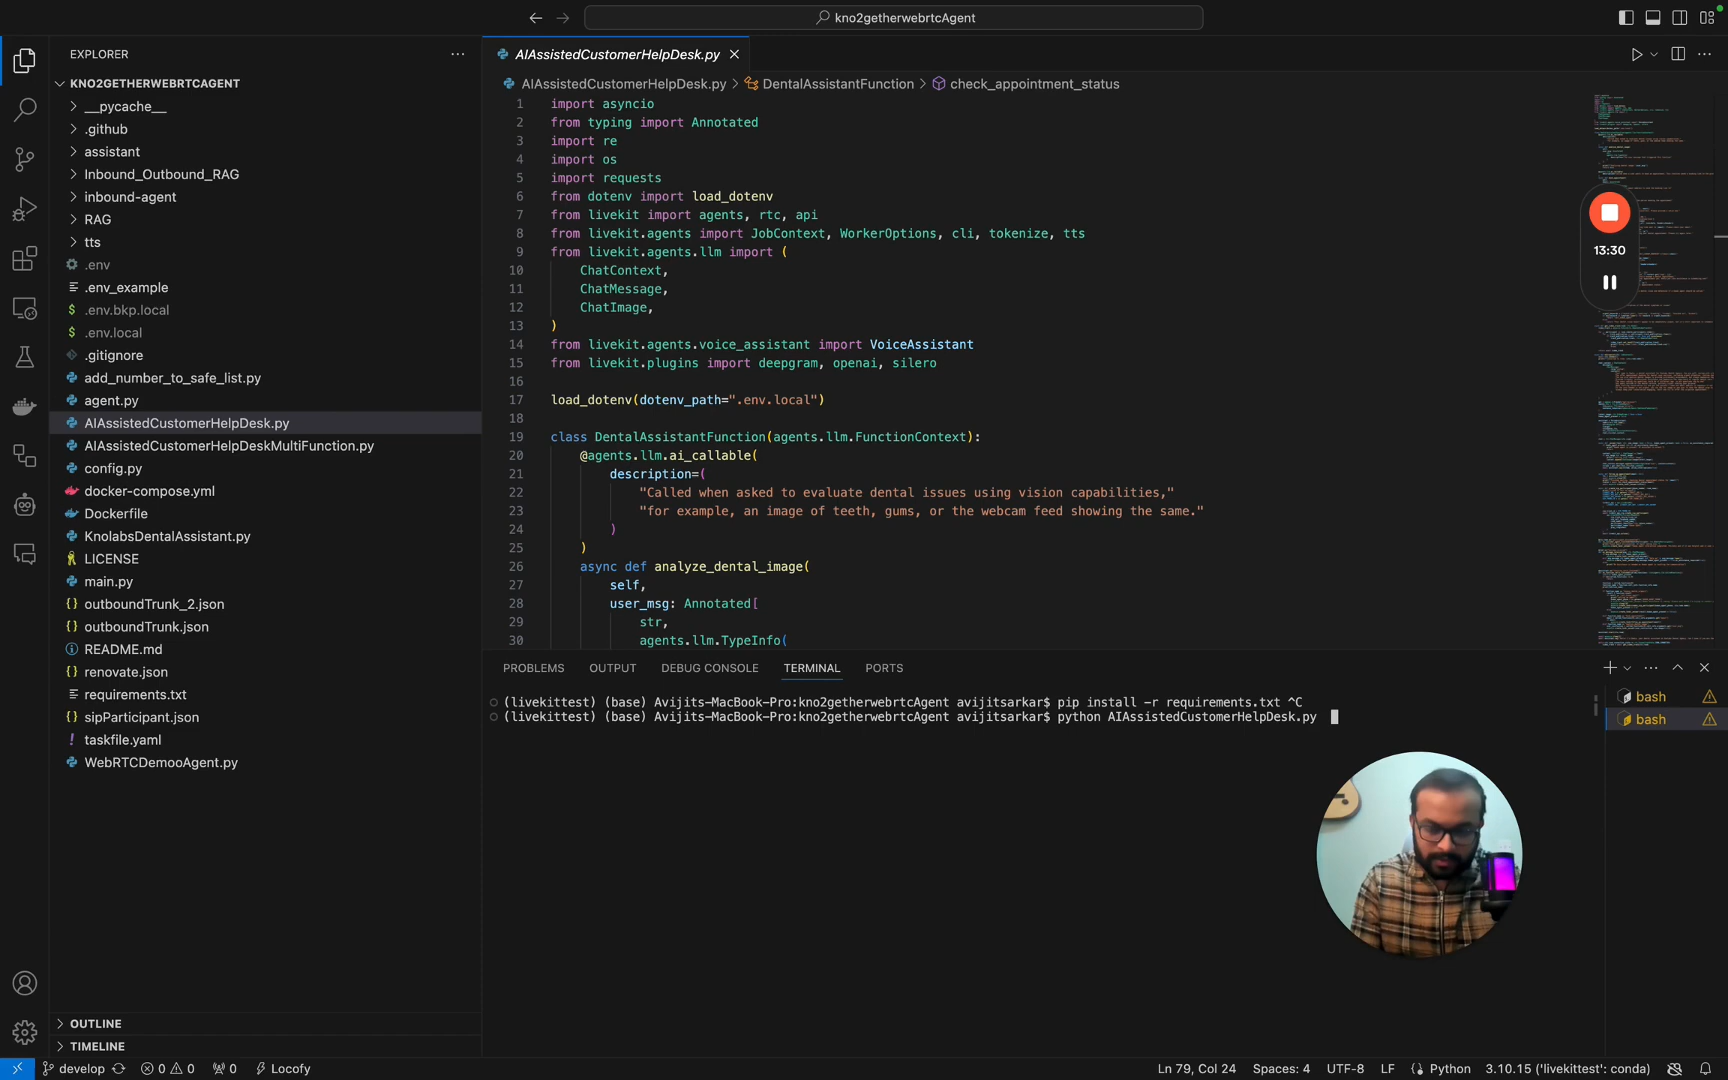 kno2getherwebrtcAgent
EXPLORER
KNO2GETHERWEBRTCAGENT
__pycache__
.github
assistant
Inbound_Outbound_RAG
inbound-agent
RAG
tts
.env
.env_example
.env.bkp.local
.env.local
.gitignore
add_number_to_safe_list.py
agent.py
AIAssistedCustomerHelpDesk.py
AIAssistedCustomerHelpDeskMultiFunction.py
config.py
docker-compose.yml
Dockerfile
KnolabsDentalAssistant.py
LICENSE
main.py
outboundTrunk_2.json
outboundTrunk.json
README.md
renovate.json
requirements.txt
sipParticipant.json
taskfile.yaml
WebRTCDemooAgent.py
OUTLINE
TIMELINE
AIAssistedCustomerHelpDesk.py
AIAssistedCustomerHelpDesk.py > DentalAssistantFunction > check_appointment_status
1 import asyncio
2 from typing import Annotated
3 import re
4 import os
5 import requests
6 from dotenv import load_dotenv
7 from livekit import agents, rtc, api
8 from livekit.agents import JobContext, WorkerOptions, cli, tokenize, tts
9 from livekit.agents.llm import (
10 ChatContext,
11 ChatMessage,
12 ChatImage,
13 )
14 from livekit.agents.voice_assistant import VoiceAssistant
15 from livekit.plugins import deepgram, openai, silero
16
17 load_dotenv(dotenv_path=".env.local")
18
19 class DentalAssistantFunction(agents.llm.FunctionContext):
20 @agents.llm.ai_callable(
21 description=(
22 "Called when asked to evaluate dental issues using vision capabilities,"
23 "for example, an image of teeth, gums, or the webcam feed showing the same."
24 )
25 )
26 async def analyze_dental_image(
27 self,
28 user_msg: Annotated[
29 str,
30 agents.llm.TypeInfo(
13:30
PROBLEMS OUTPUT DEBUG CONSOLE TERMINAL PORTS
(livekittest) (base) Avijits-MacBook-Pro:kno2getherwebrtcAgent avijitsarkar$ pip install -r requirements.txt ^C
(livekittest) (base) Avijits-MacBook-Pro:kno2getherwebrtcAgent avijitsarkar$ python AIAssistedCustomerHelpDesk.py
bash
bash
develop 0 0 0 Locofy
Ln 79, Col 24 Spaces: 4 UTF-8 LF Python 3.10.15 ('livekittest': conda)